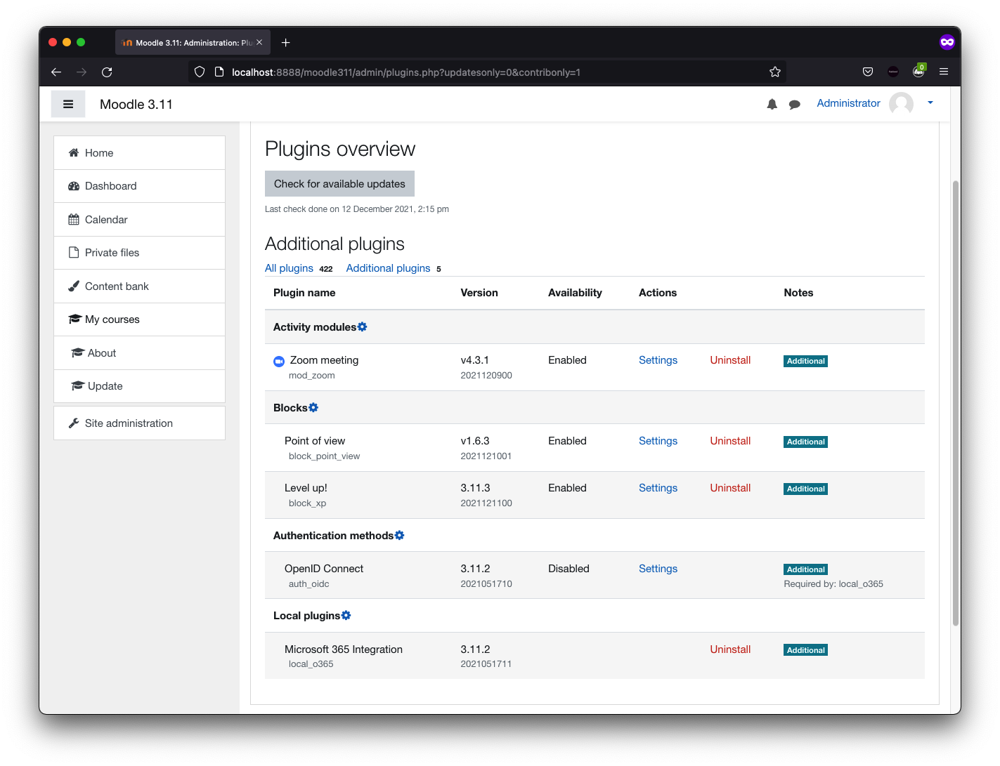 Moodle 3.11: Administration: Plu
localhost:8888/moodle311/admin/plugins.php?updatesonly=0&contribonly=1
0
Moodle 3.11
Administrator
Home
Dashboard
Calendar
Private files
Content bank
My courses
About
Update
Site administration
Plugins overview
Check for available updates
Last check done on 12 December 2021, 2:15 pm
Additional plugins
All plugins 422 Additional plugins 5
Plugin name Version Availability Actions Notes
Activity modules
Zoom meeting v4.3.1 Enabled Settings Uninstall Additional
mod_zoom 2021120900
Blocks
Point of view v1.6.3 Enabled Settings Uninstall Additional
block_point_view 2021121001
Level up! 3.11.3 Enabled Settings Uninstall Additional
block_xp 2021121100
Authentication methods
OpenID Connect 3.11.2 Disabled Settings Additional
auth_oidc 2021051710 Required by: local_o365
Local plugins
Microsoft 365 Integration 3.11.2 Uninstall Additional
local_o365 2021051711